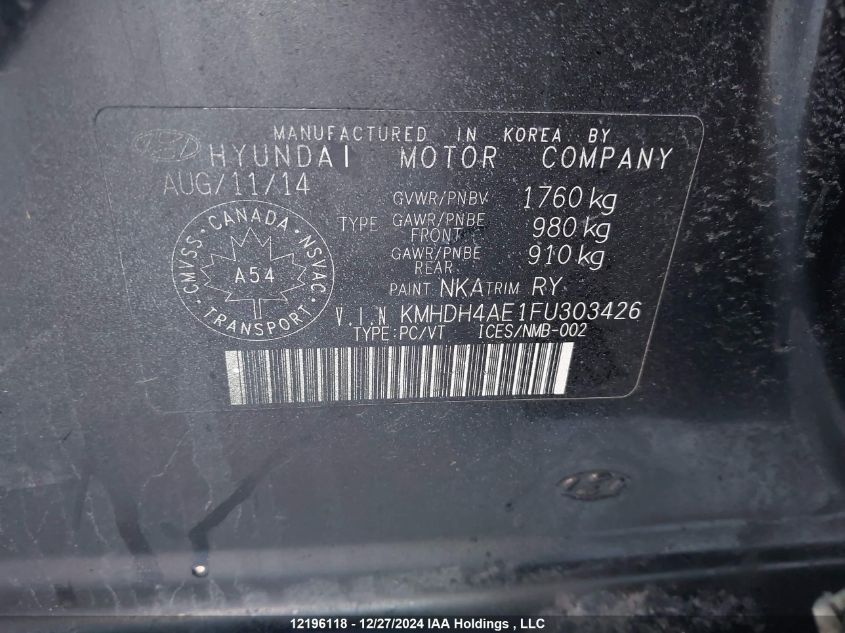 MANUFACTURED IN KOREA BY
HYUNDAI MOTOR COMPANY
AUG/11/14
GVWR/PNBV 1760 kg
TYPE GAWR/PNBE FRONT 980 kg
GAWR/PNBE REAR 910 kg
CMVSS · CANADA · NSVAC
A54
TRANSPORT
PAINT NKA TRIM RY
V.I.N KMHDH4AE1FU303426
TYPE:PC/VT ICES/NMB-002
12196118 - 12/27/2024 IAA Holdings , LLC